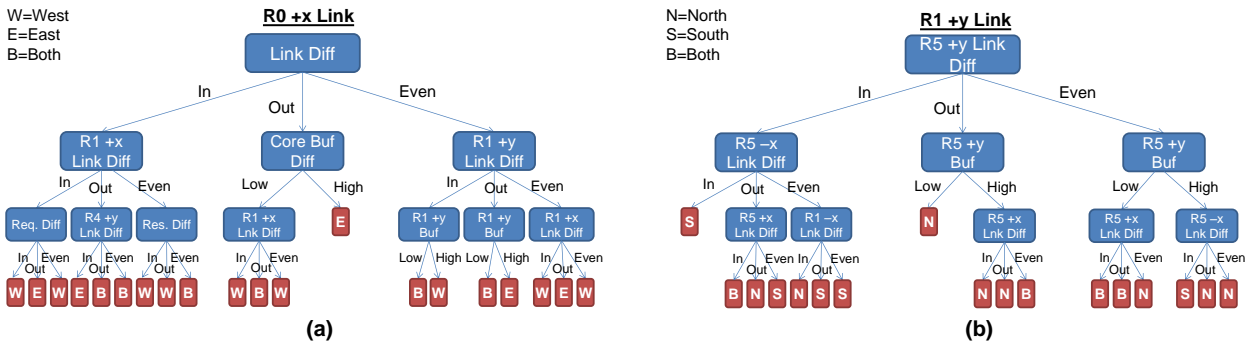 W=West
E=East
B=Both
R0 +x Link
Link Diff
In
Out
Even
R1 +x
Link Diff
Core Buf
Diff
R1 +y
Link Diff
In
Out
Even
Low
High
In
Out
Even
Req. Diff
R4 +y
Lnk Diff
Res. Diff
R1 +x
Lnk Diff
E
R1 +y
Buf
R1 +y
Buf
R1 +x
Lnk Diff
In
Out
Even
In
Out
Even
In
Out
Even
In
Out
Even
Low
High
Low
High
In
Out
Even
W E W E B B W W B
W B W
B W
B E
W E W
(a)
N=North
S=South
B=Both
R1 +y Link
R5 +y Link
Diff
In
Out
Even
R5 –x
Link Diff
R5 +y
Buf
R5 +y
Buf
In
Out
Even
Low
High
Low
High
S
R5 +x
Lnk Diff
R1 –x
Lnk Diff
N
R5 +x
Lnk Diff
R5 +x
Lnk Diff
R5 –x
Lnk Diff
In
Out
Even
In
Out
Even
In
Out
Even
In
Out
Even
In
Out
Even
B N S N S S
N N B
B B N
S N N
(b)